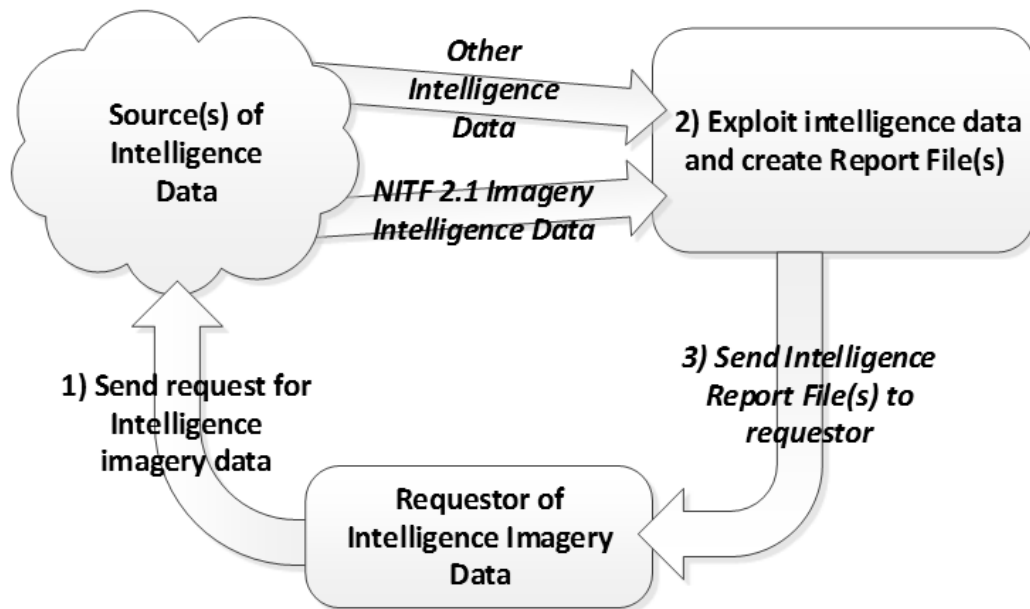 Source(s) of
Intelligence
Data
Other
Intelligence
Data
NITF 2.1 Imagery
Intelligence Data
2) Exploit intelligence data
and create Report File(s)
1) Send request for
Intelligence
imagery data
3) Send Intelligence
Report File(s) to
requestor
Requestor of
Intelligence Imagery
Data